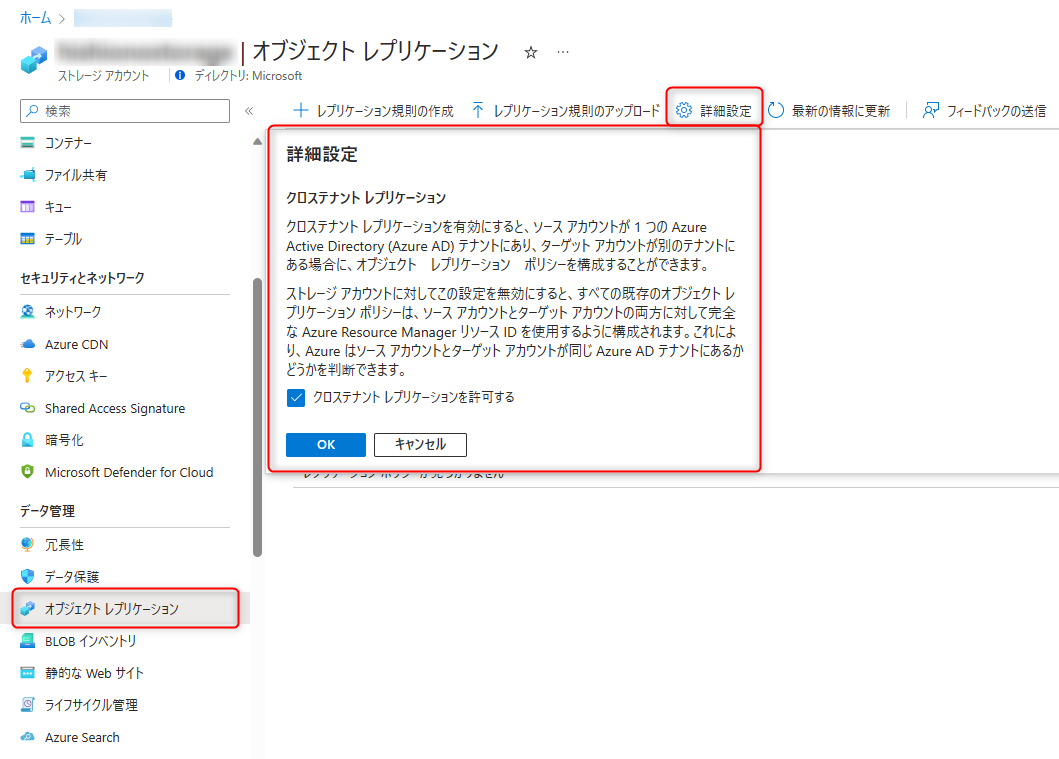 ホーム >
| オブジェクト レプリケーション ☆ …
ストレージ アカウント | ディレクトリ: Microsoft
検索
«
コンテナー
ファイル共有
キュー
テーブル
セキュリティとネットワーク
ネットワーク
Azure CDN
アクセス キー
Shared Access Signature
暗号化
Microsoft Defender for Cloud
データ管理
冗長性
データ保護
オブジェクト レプリケーション
BLOB インベントリ
静的な Web サイト
ライフサイクル管理
Azure Search
レプリケーション規則の作成 レプリケーション規則のアップロード 詳細設定 最新の情報に更新 フィードバックの送信
詳細設定
クロステナント レプリケーション
クロステナント レプリケーションを有効にすると、ソース アカウントが 1 つの Azure
Active Directory (Azure AD) テナントにあり、ターゲット アカウントが別のテナントに
ある場合に、オブジェクト　レプリケーション　ポリシーを構成することができます。
ストレージ アカウントに対してこの設定を無効にすると、すべての既存のオブジェクト レ
プリケーション ポリシーは、ソース アカウントとターゲット アカウントの両方に対して完全
な Azure Resource Manager リソース ID を使用するように構成されます。これによ
り、Azure はソース アカウントとターゲット アカウントが同じ Azure AD テナントにあるか
どうかを判断できます。
クロステナント レプリケーションを許可する
OK キャンセル
レプリケーション ポリシーが見つかりません